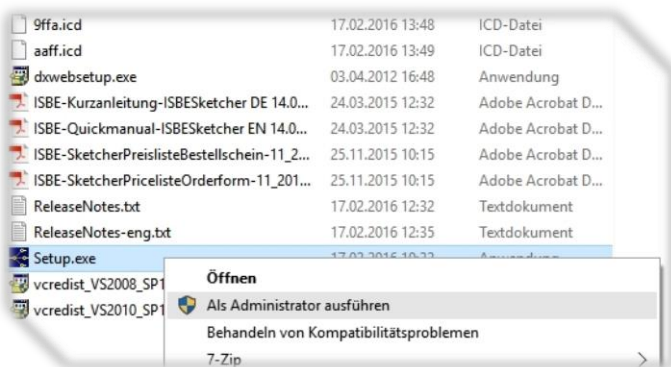 9ffa.icd 17.02.2016 13:48 ICD-Datei
aaff.icd 17.02.2016 13:49 ICD-Datei
dxwebsetup.exe 03.04.2012 16:48 Anwendung
ISBE-Kurzanleitung-ISBESketcher DE 14.0... 24.03.2015 12:32 Adobe Acrobat D...
ISBE-Quickmanual-ISBESketcher EN 14.0... 24.03.2015 12:32 Adobe Acrobat D...
ISBE-SketcherPreislisteBestellschein-11_2... 25.11.2015 10:15 Adobe Acrobat D...
ISBE-SketcherPricelisteOrderform-11_201... 25.11.2015 10:15 Adobe Acrobat D...
ReleaseNotes.txt 17.02.2016 12:32 Textdokument
ReleaseNotes-eng.txt 17.02.2016 12:35 Textdokument
Setup.exe
Öffnen
vcredist_VS2008_SP1
Als Administrator ausführen
vcredist_VS2010_SP1
Behandeln von Kompatibilitätsproblemen
7-Zip